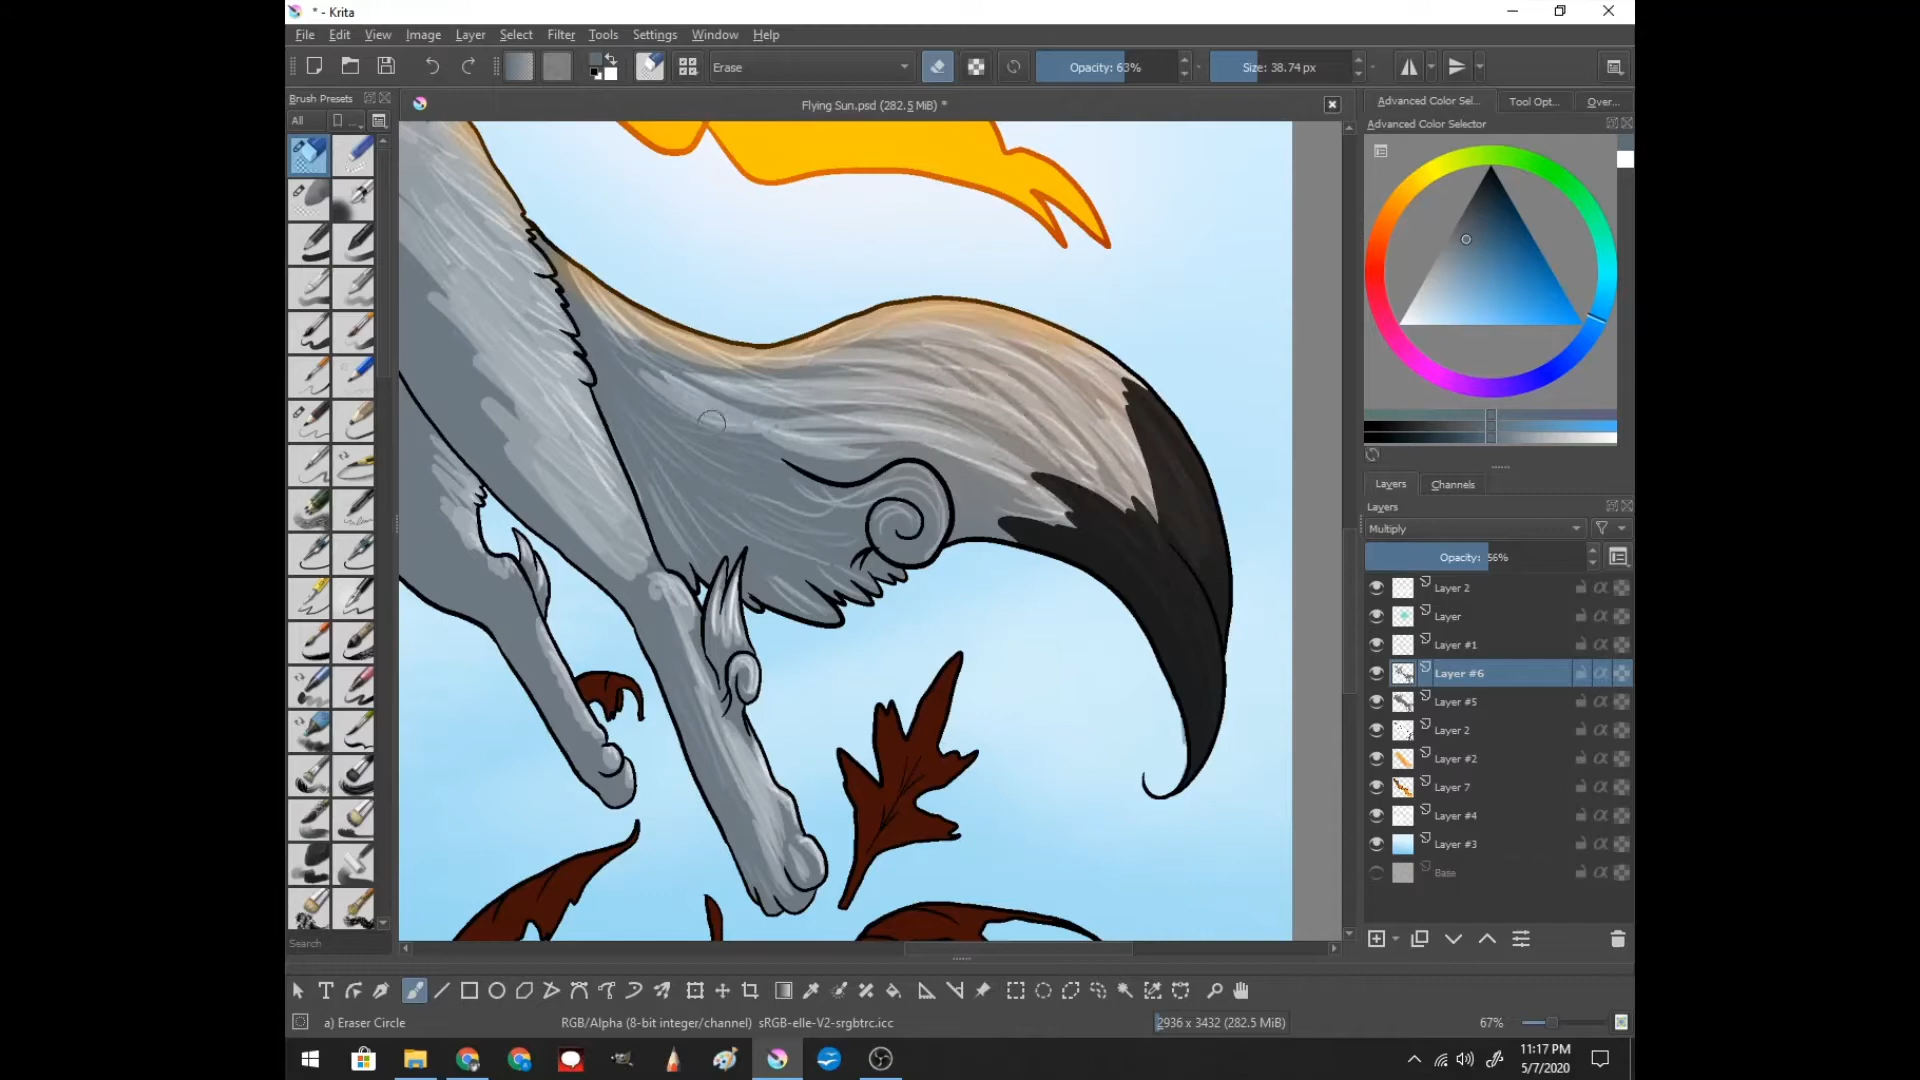 * - Krita
File Edit View Image Layer Select Filter Tools Settings Window Help
Erase Opacity: 63% Size: 38.74 px
Brush Presets
Flying Sun.psd (282.5 MiB) *
Advanced Color Sel... Tool Opt... Over...
All
Advanced Color Selector
Layers Channels
Layers
Multiply
Opacity: 56%
Layer 2
Layer
Layer #1
Layer #6
Layer #5
Layer 2
Layer #2
Layer 7
Layer #4
Layer #3
Base
Search
a) Eraser Circle RGB/Alpha (8-bit integer/channel) sRGB-elle-V2-srgbtrc.icc 2936 x 3432 (282.5 MiB) 67%
11:17 PM
5/7/2020